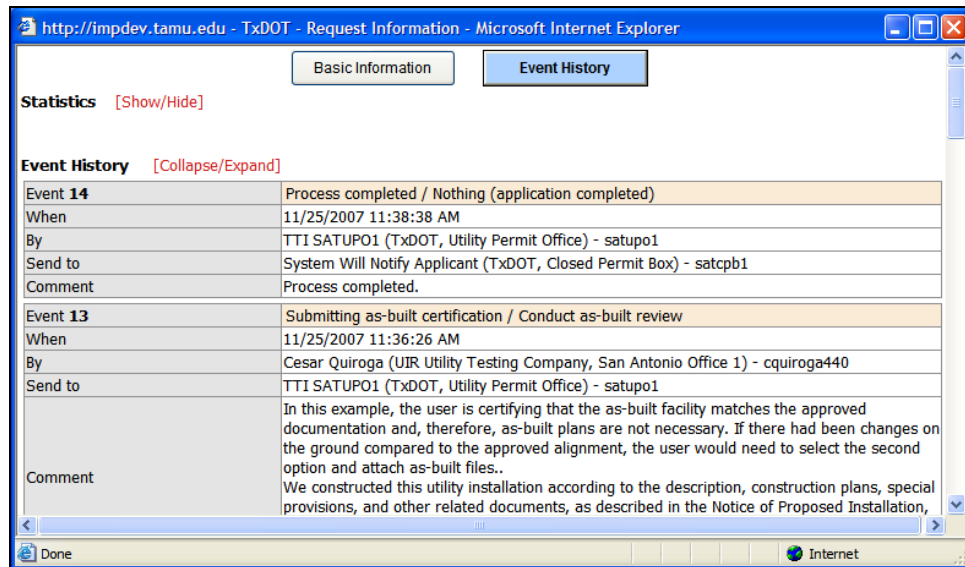 http://impdev.tamu.edu - TxDOT - Request Information - Microsoft Internet Explorer
Basic Information Event History
Statistics [Show/Hide]
Event History [Collapse/Expand]
Event 14 Process completed / Nothing (application completed)
When 11/25/2007 11:38:38 AM
By TTI SATUPO1 (TxDOT, Utility Permit Office) - satupo1
Send to System Will Notify Applicant (TxDOT, Closed Permit Box) - satcpb1
Comment Process completed.
Event 13 Submitting as-built certification / Conduct as-built review
When 11/25/2007 11:36:26 AM
By Cesar Quiroga (UIR Utility Testing Company, San Antonio Office 1) - cquiroga440
Send to TTI SATUPO1 (TxDOT, Utility Permit Office) - satupo1
Comment
In this example, the user is certifying that the as-built facility matches the approved
documentation and, therefore, as-built plans are not necessary. If there had been changes on
the ground compared to the approved alignment, the user would need to select the second
option and attach as-built files..
We constructed this utility installation according to the description, construction plans, special
provisions, and other related documents, as described in the Notice of Proposed Installation,
Done Internet